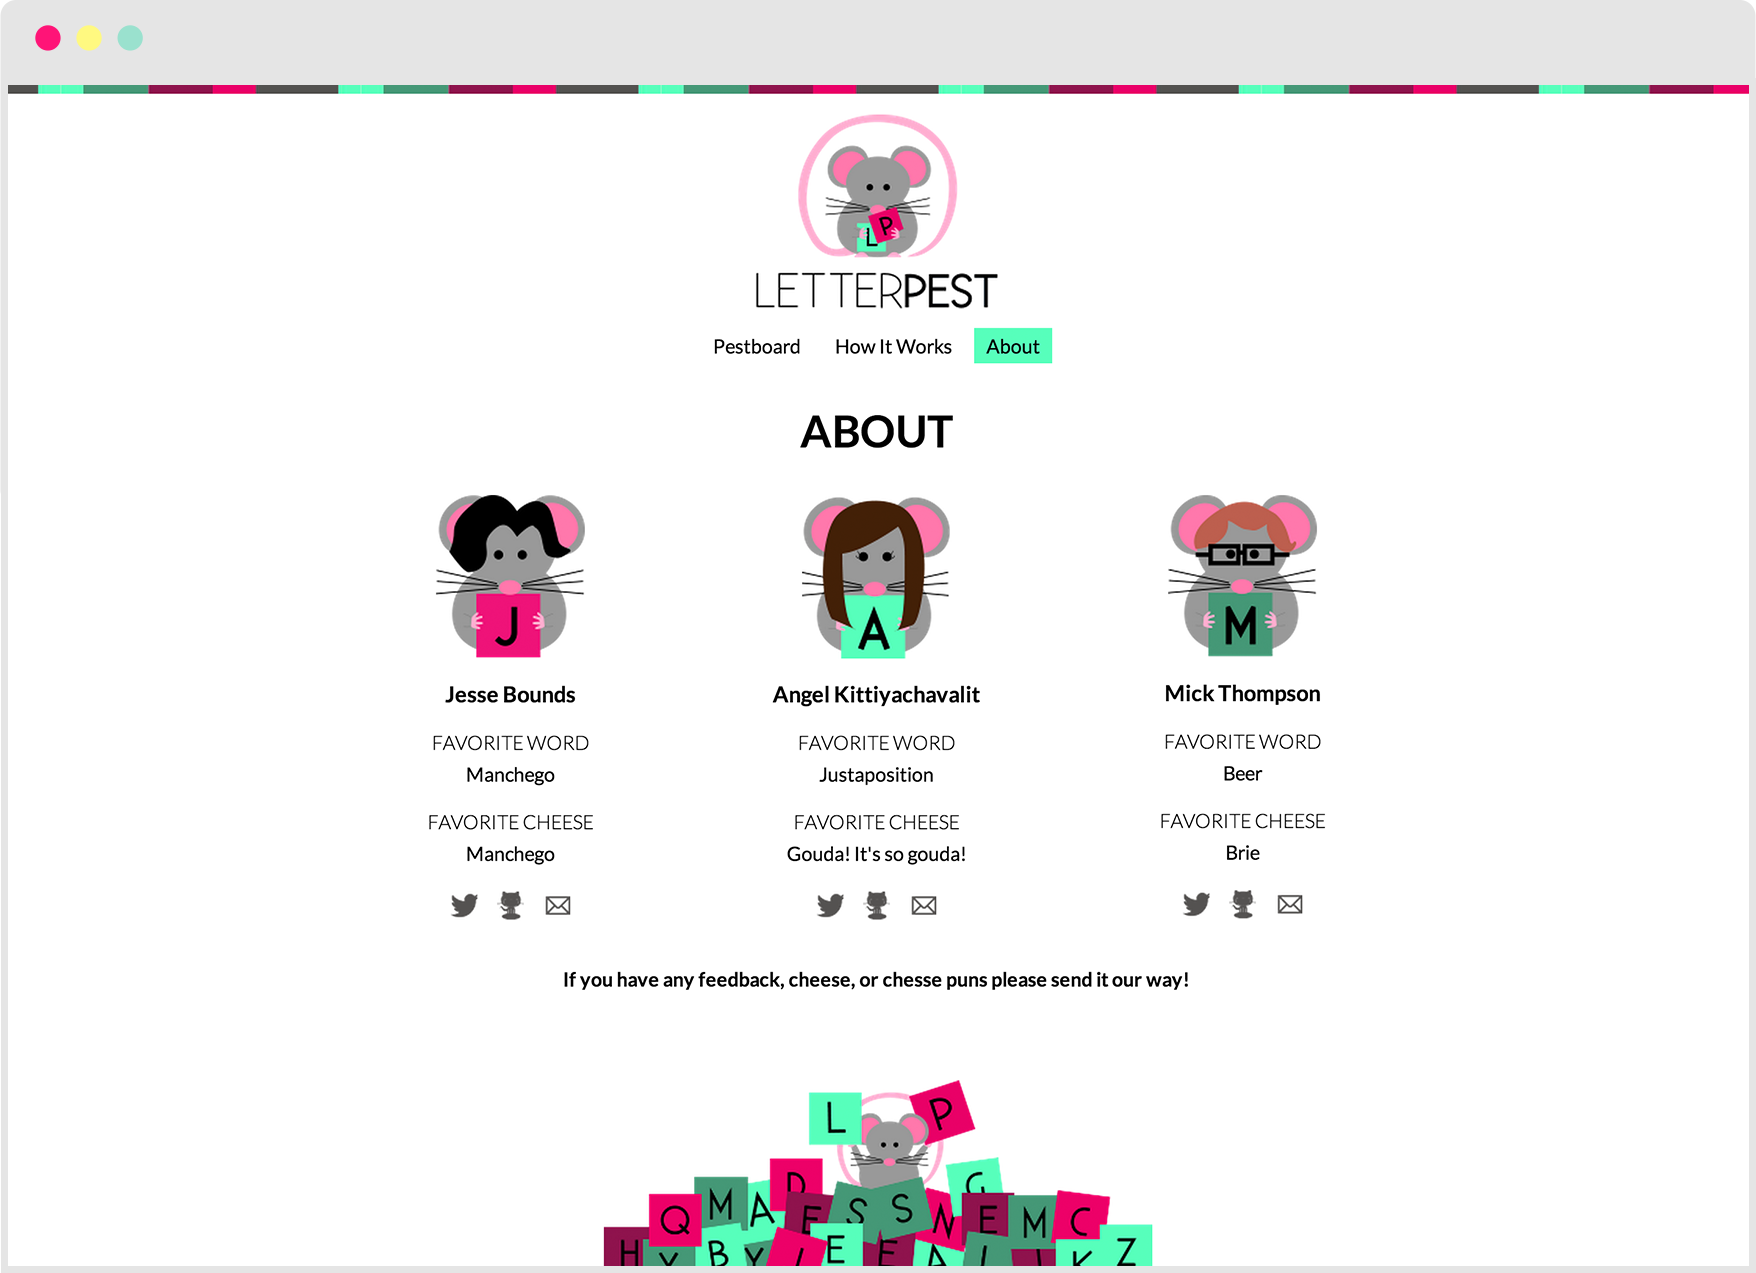 L P
LETTERPEST
Pestboard How It Works About
ABOUT
J A M
Jesse Bounds Angel Kittiyachavalit Mick Thompson
FAVORITE WORD FAVORITE WORD FAVORITE WORD
Manchego Justaposition Beer
FAVORITE CHEESE FAVORITE CHEESE FAVORITE CHEESE
Manchego Gouda! It's so gouda! Brie
If you have any feedback, cheese, or chesse puns please send it our way!
L P
D G
Q M A E S S N E M C
H Y B Y E E A K Z